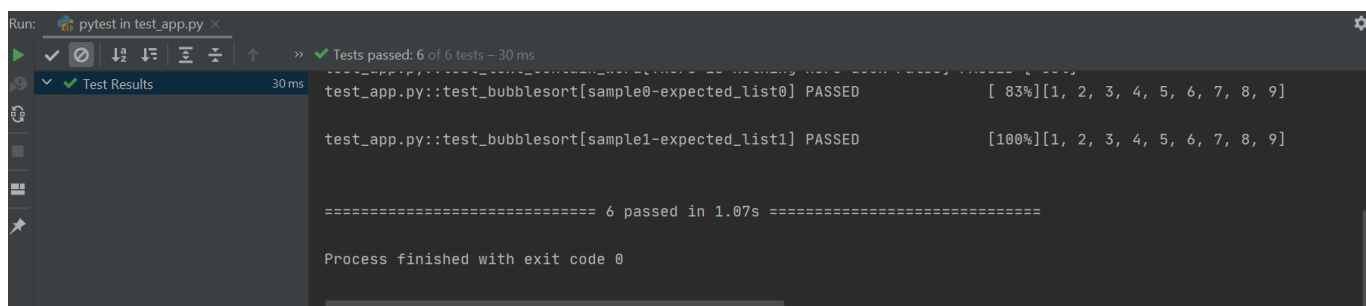 Run: pytest in test_app.py ×
>> Tests passed: 6 of 6 tests – 30 ms
Test Results 30 ms
test_app.py::test_bubblesort[sample0-expected_list0] PASSED [ 83%][1, 2, 3, 4, 5, 6, 7, 8, 9]
test_app.py::test_bubblesort[sample1-expected_list1] PASSED [100%][1, 2, 3, 4, 5, 6, 7, 8, 9]
============================== 6 passed in 1.07s ==============================
Process finished with exit code 0